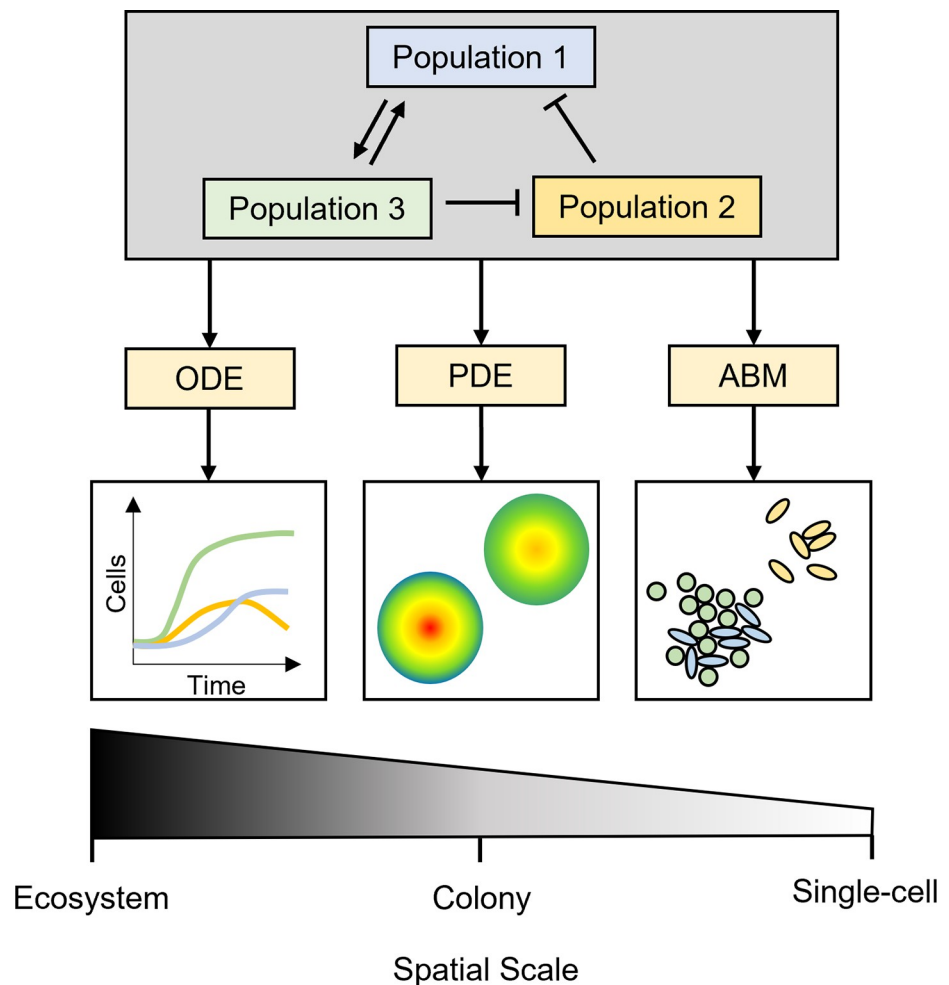 Population 1
Population 3
Population 2
ODE
PDE
ABM
Cells
Time
Ecosystem
Colony
Single-cell
Spatial Scale